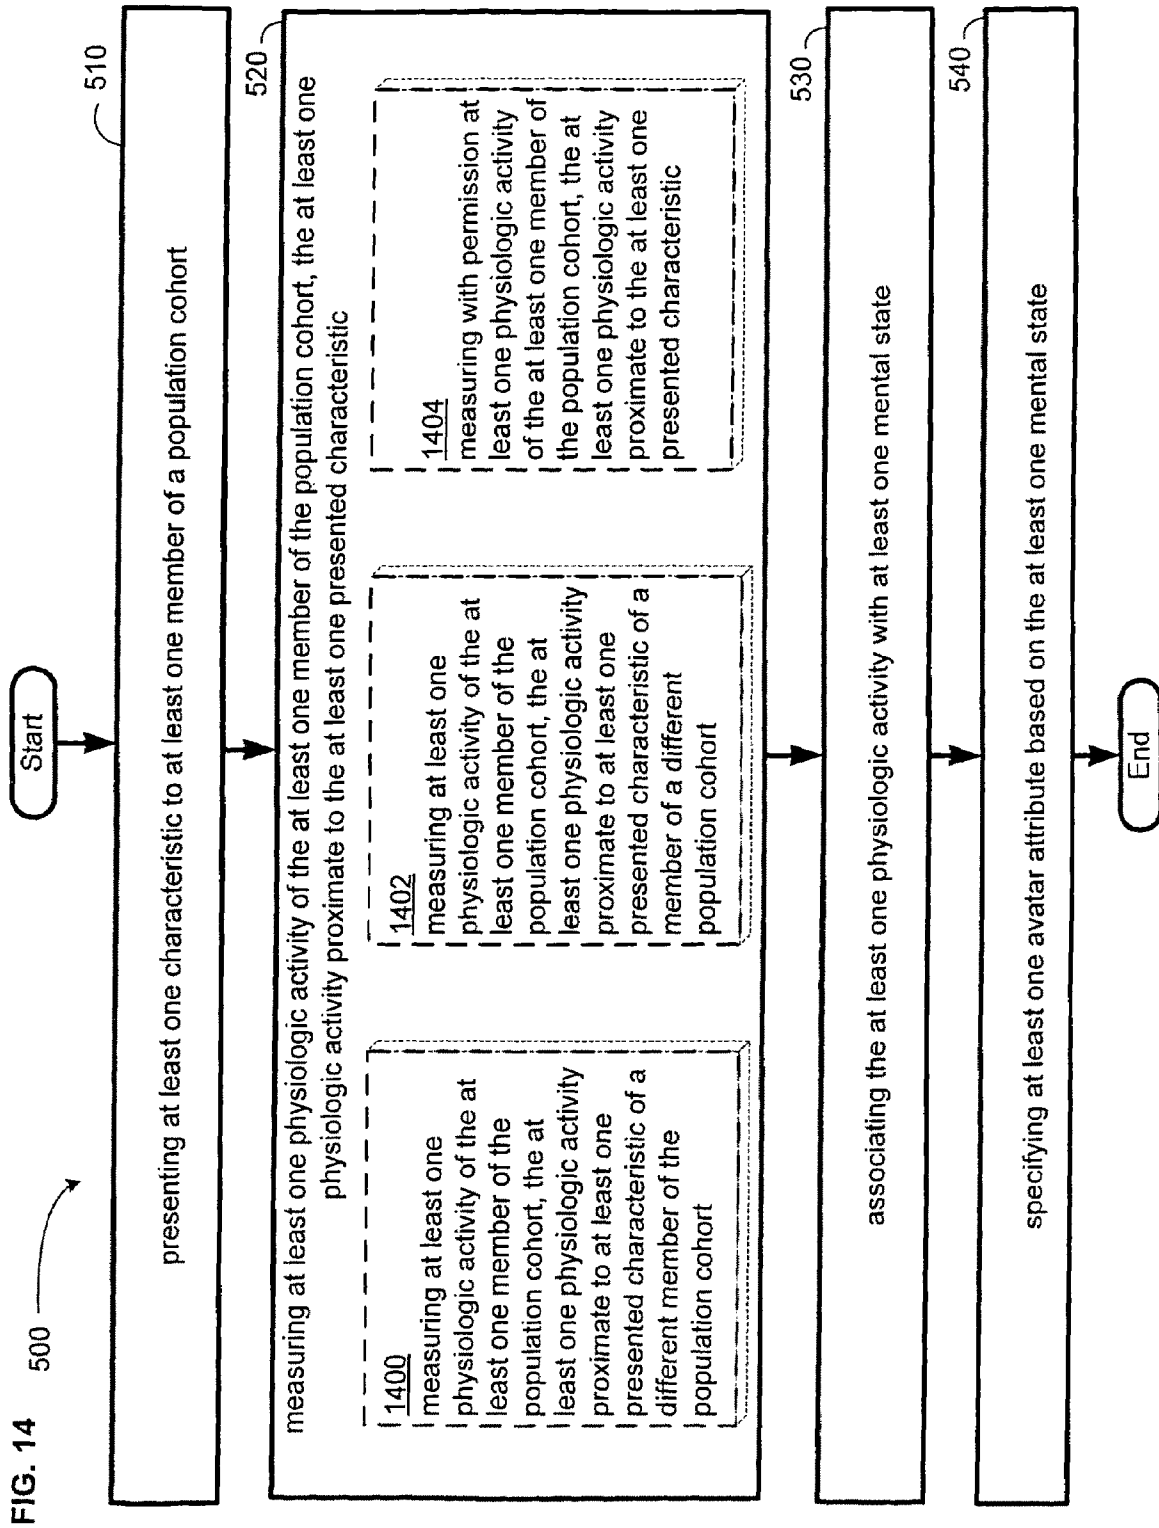 FIG. 14
500
Start
510
presenting at least one characteristic to at least one member of a population cohort
520
measuring at least one physiologic activity of the at least one member of the population cohort, the at least one
physiologic activity proximate to the at least one presented characteristic
1400
measuring at least one
physiologic activity of the at
least one member of the
population cohort, the at
least one physiologic activity
proximate to at least one
presented characteristic of a
different member of the
population cohort
1402
measuring at least one
physiologic activity of the at
least one member of the
population cohort, the at
least one physiologic activity
proximate to at least one
presented characteristic of a
member of a different
population cohort
1404
measuring with permission at
least one physiologic activity
of the at least one member of
the population cohort, the at
least one physiologic activity
proximate to the at least one
presented characteristic
530
associating the at least one physiologic activity with at least one mental state
540
specifying at least one avatar attribute based on the at least one mental state
End